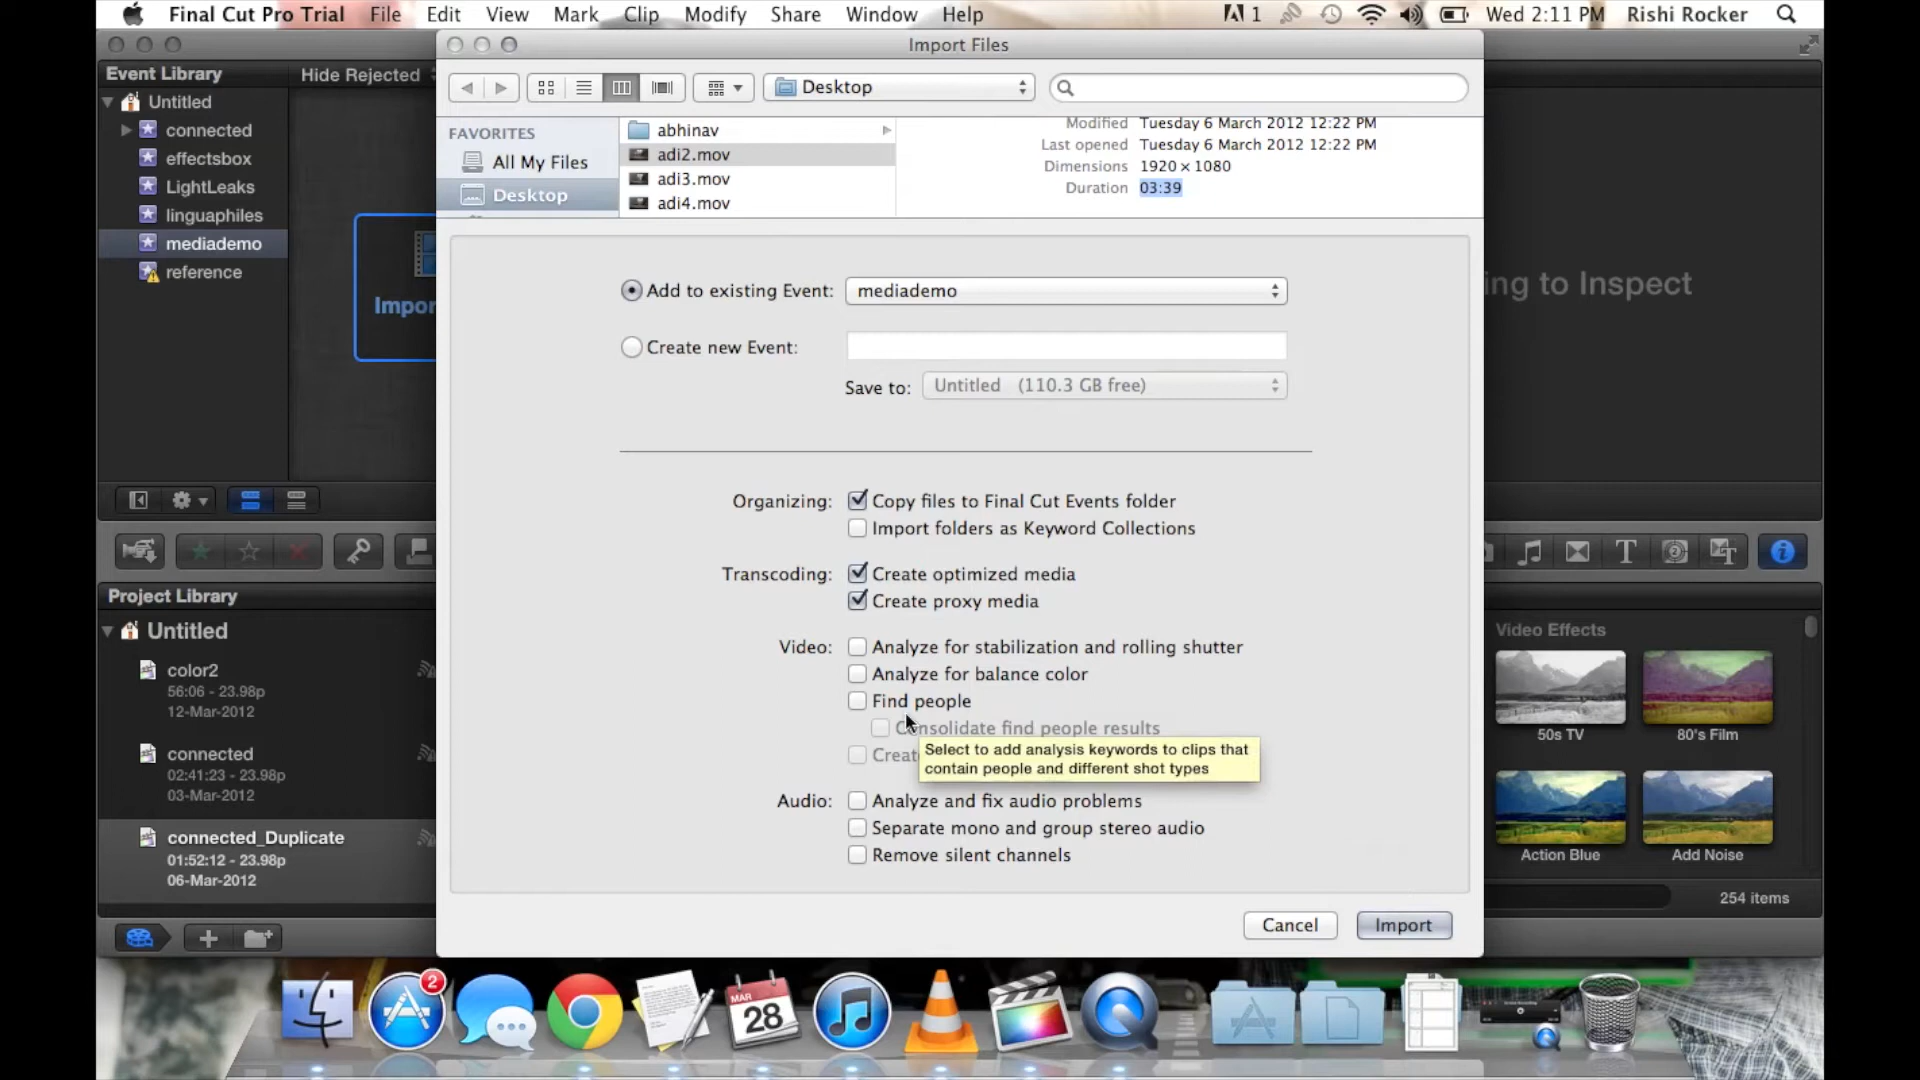 Final Cut Pro Trial File Edit View Mark Clip Modify Share Window Help 1 Wed 2:11 PM Rishi Rocker
Import Files
Event Library
Hide Rejected
Untitled
connected
effectsbox
LightLeaks
linguaphiles
mediademo
reference
Impor
Desktop
FAVORITES
All My Files
Desktop
abhinav
adi2.mov
adi3.mov
adi4.mov
Modified Tuesday 6 March 2012 12:22 PM
Last opened Tuesday 6 March 2012 12:22 PM
Dimensions 1920 × 1080
Duration 03:39
ing to Inspect
Add to existing Event: mediademo
Create new Event:
Save to: Untitled (110.3 GB free)
Organizing: Copy files to Final Cut Events folder
Import folders as Keyword Collections
Transcoding: Create optimized media
Create proxy media
Video: Analyze for stabilization and rolling shutter
Analyze for balance color
Find people
Consolidate find people results
Creat
Select to add analysis keywords to clips that
contain people and different shot types
Audio: Analyze and fix audio problems
Separate mono and group stereo audio
Remove silent channels
Cancel
Import
Project Library
Untitled
color2
56:06 - 23.98p
12-Mar-2012
connected
02:41:23 - 23.98p
03-Mar-2012
connected_Duplicate
01:52:12 - 23.98p
06-Mar-2012
Video Effects
50s TV
80's Film
Action Blue
Add Noise
254 items
2
MAR
28